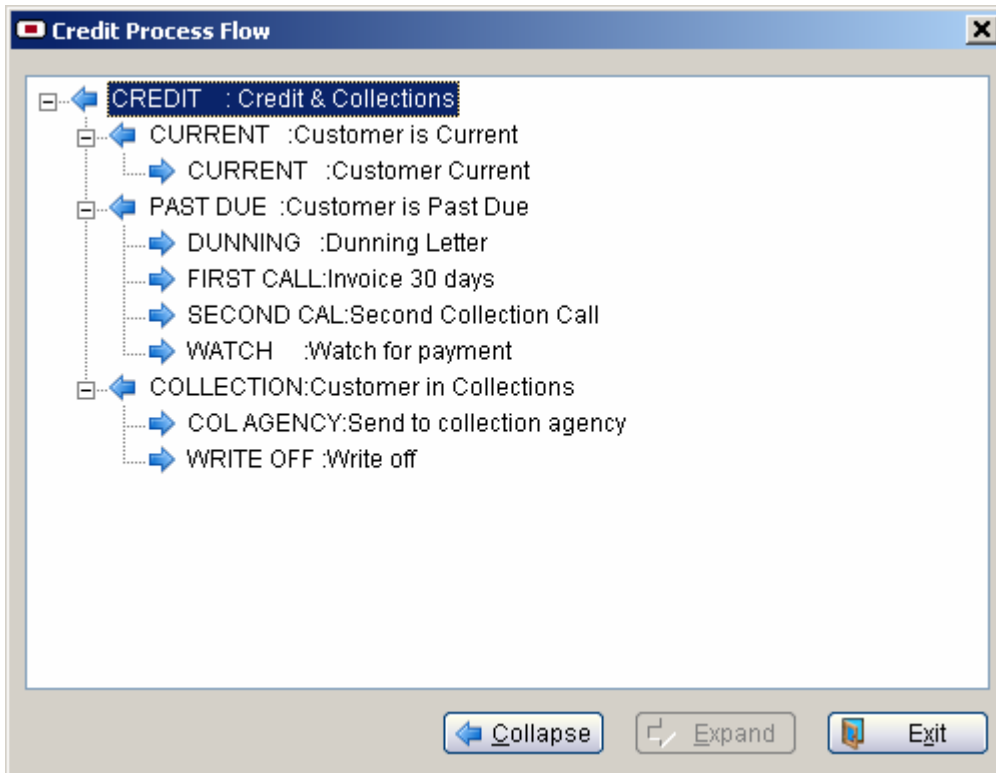 Credit Process Flow
CREDIT : Credit & Collections
CURRENT :Customer is Current
CURRENT :Customer Current
PAST DUE :Customer is Past Due
DUNNING :Dunning Letter
FIRST CALL:Invoice 30 days
SECOND CAL:Second Collection Call
WATCH :Watch for payment
COLLECTION:Customer in Collections
COL AGENCY:Send to collection agency
WRITE OFF :Write off
Collapse Expand Exit